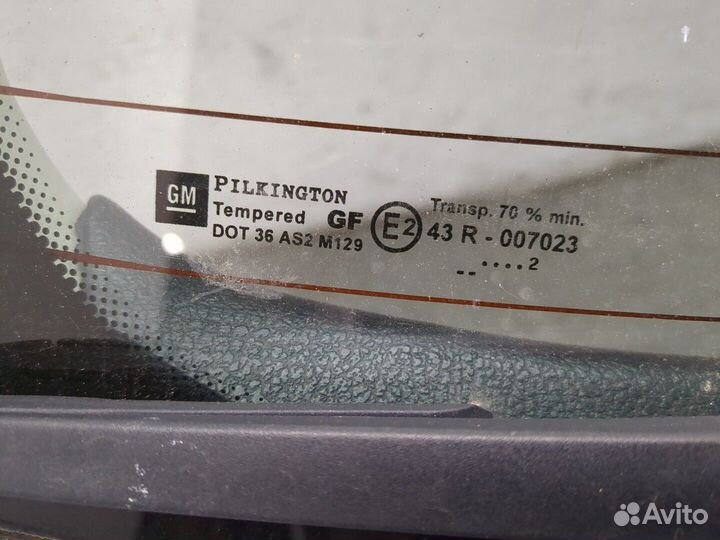 GM
PILKINGTON
Tempered GF
DOT 36 AS2 M129
E2
Transp. 70 % min.
43 R - 007023
-- .... 2
Avito